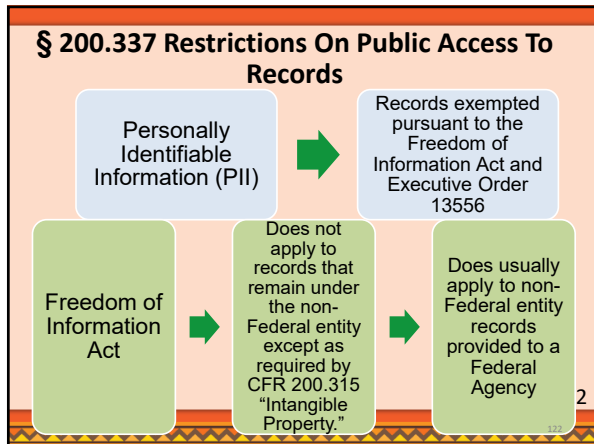 § 200.337 Restrictions On Public Access To
Records
Personally
Identifiable
Information (PII)
Records exempted
pursuant to the
Freedom of
Information Act and
Executive Order
13556
Freedom of
Information
Act
Does not
apply to
records that
remain under
the non-
Federal entity
except as
required by
CFR 200.315
“Intangible
Property.”
Does usually
apply to non-
Federal entity
records
provided to a
Federal
Agency
2
122